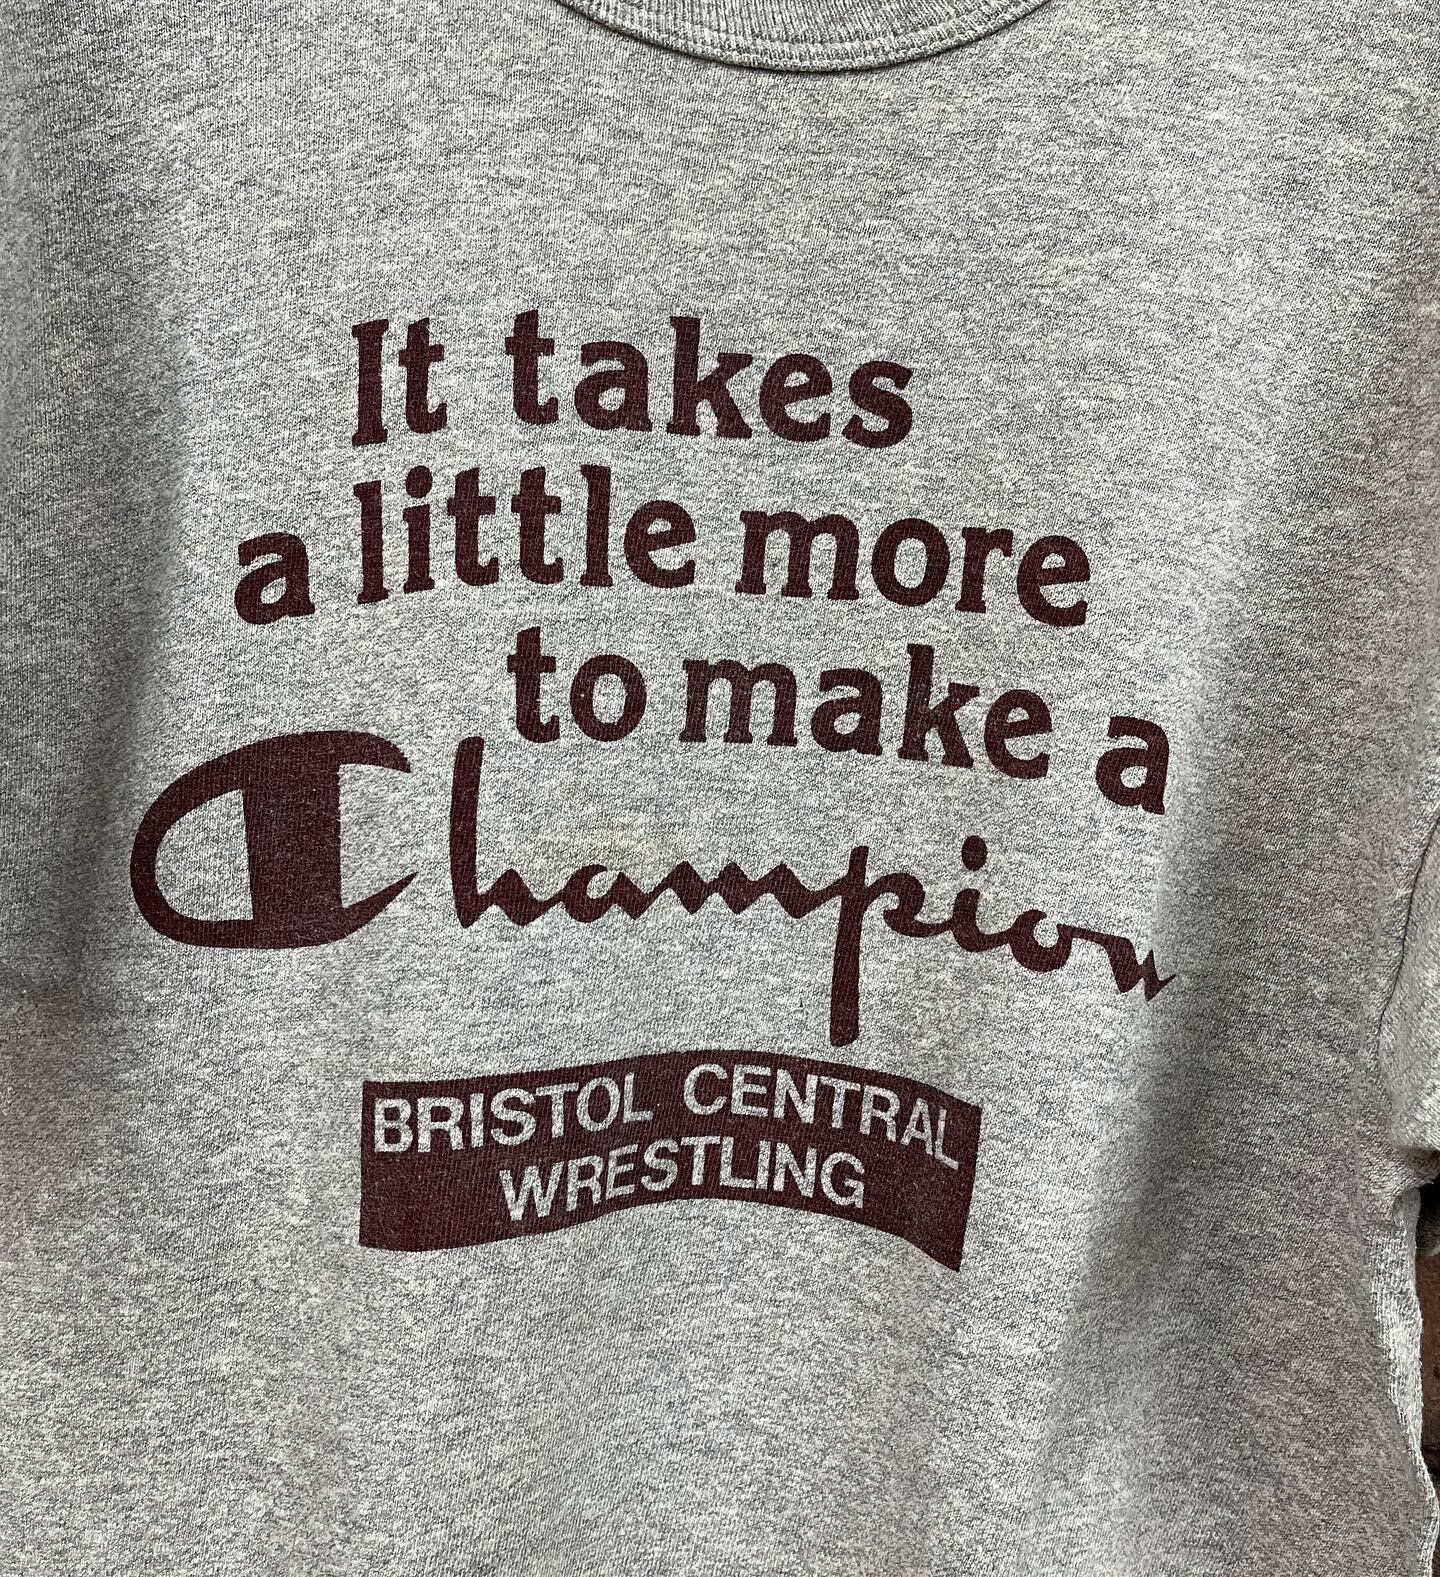 It takes
a little more
to make a
Champion
BRISTOL CENTRAL
WRESTLING